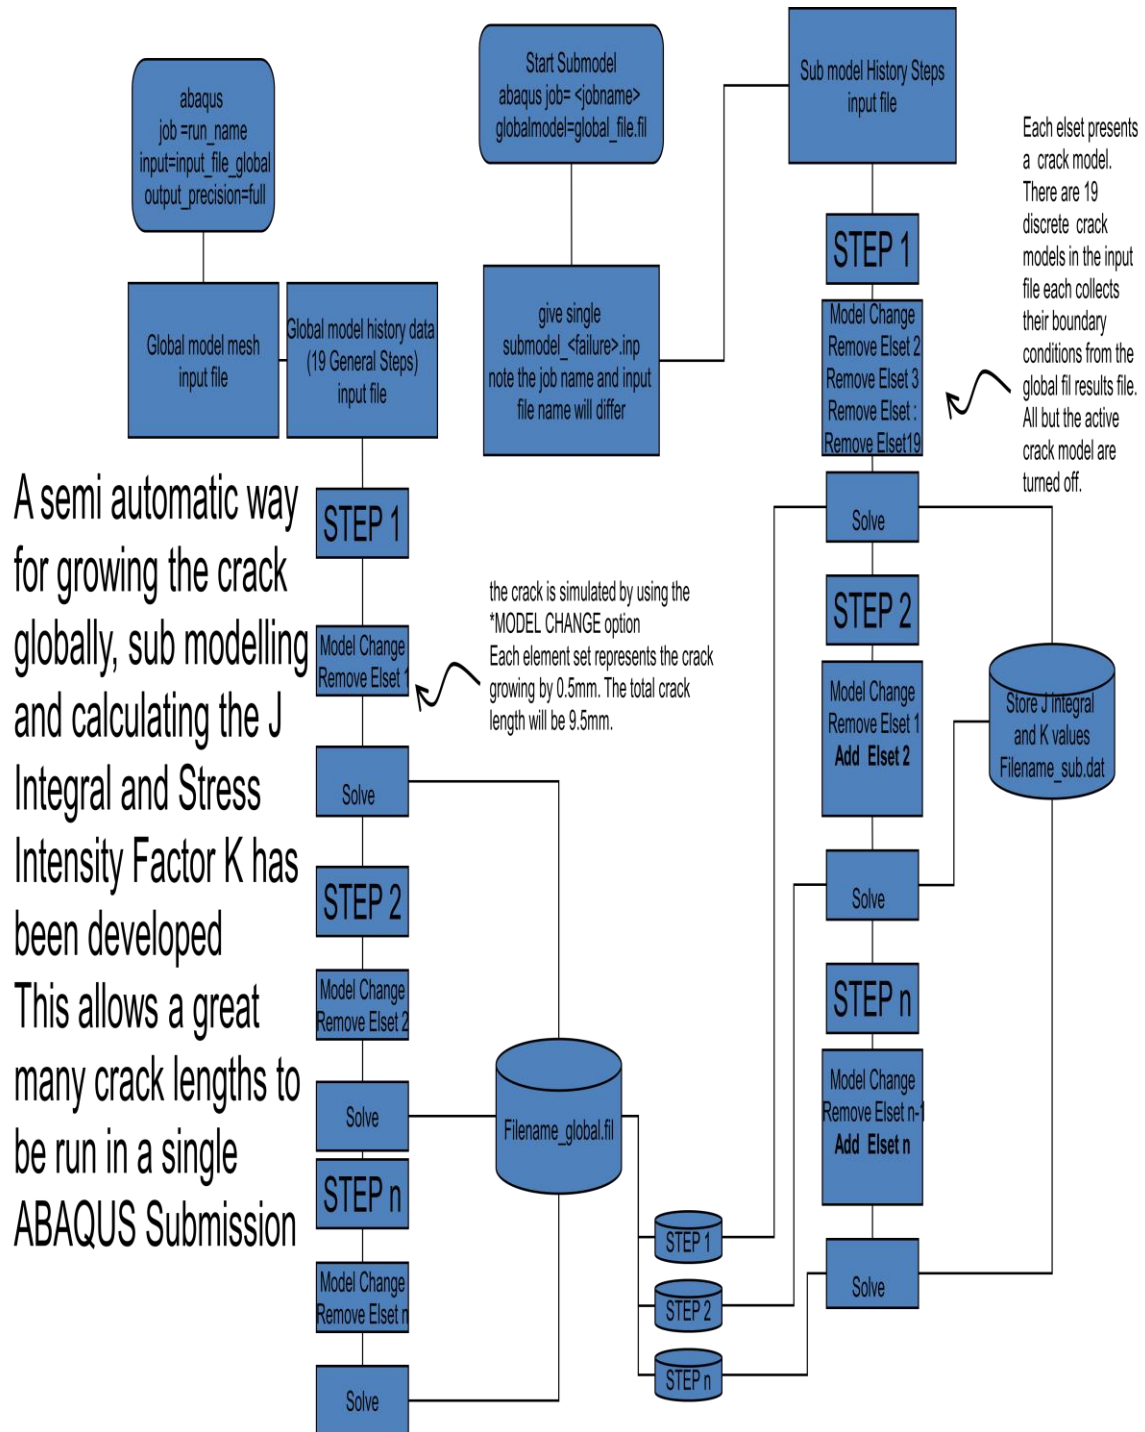 abaqus
job =run_name
input=input_file_global
output_precision=full
Global model mesh
input file
Global model history data
(19 General Steps)
input file
Start Submodel
abaqus job= <jobname>
globalmodel=global_file.fil
give single
submodel_<failure>.inp
note the job name and input
file name will differ
Sub model History Steps
input file
Each elset presents
a crack model.
There are 19
discrete crack
models in the input
file each collects
their boundary
conditions from the
global fil results file.
All but the active
crack model are
turned off.
A semi automatic way
for growing the crack
globally, sub modelling
and calculating the J
Integral and Stress
Intensity Factor K has
been developed
This allows a great
many crack lengths to
be run in a single
ABAQUS Submission
STEP 1
Model Change
Remove Elset 1
the crack is simulated by using the
*MODEL CHANGE option
Each element set represents the crack
growing by 0.5mm. The total crack
length will be 9.5mm.
Solve
STEP 2
Model Change
Remove Elset 2
Solve
STEP n
Model Change
Remove Elset n
Solve
Filename_global.fil
STEP 1
STEP 2
STEP n
STEP 1
Model Change
Remove Elset 2
Remove Elset 3
Remove Elset :
Remove Elset19
Solve
STEP 2
Model Change
Remove Elset 1
Add Elset 2
Solve
STEP n
Model Change
Remove Elset n-1
Add Elset n
Solve
Store J integral
and K values
Filename_sub.dat